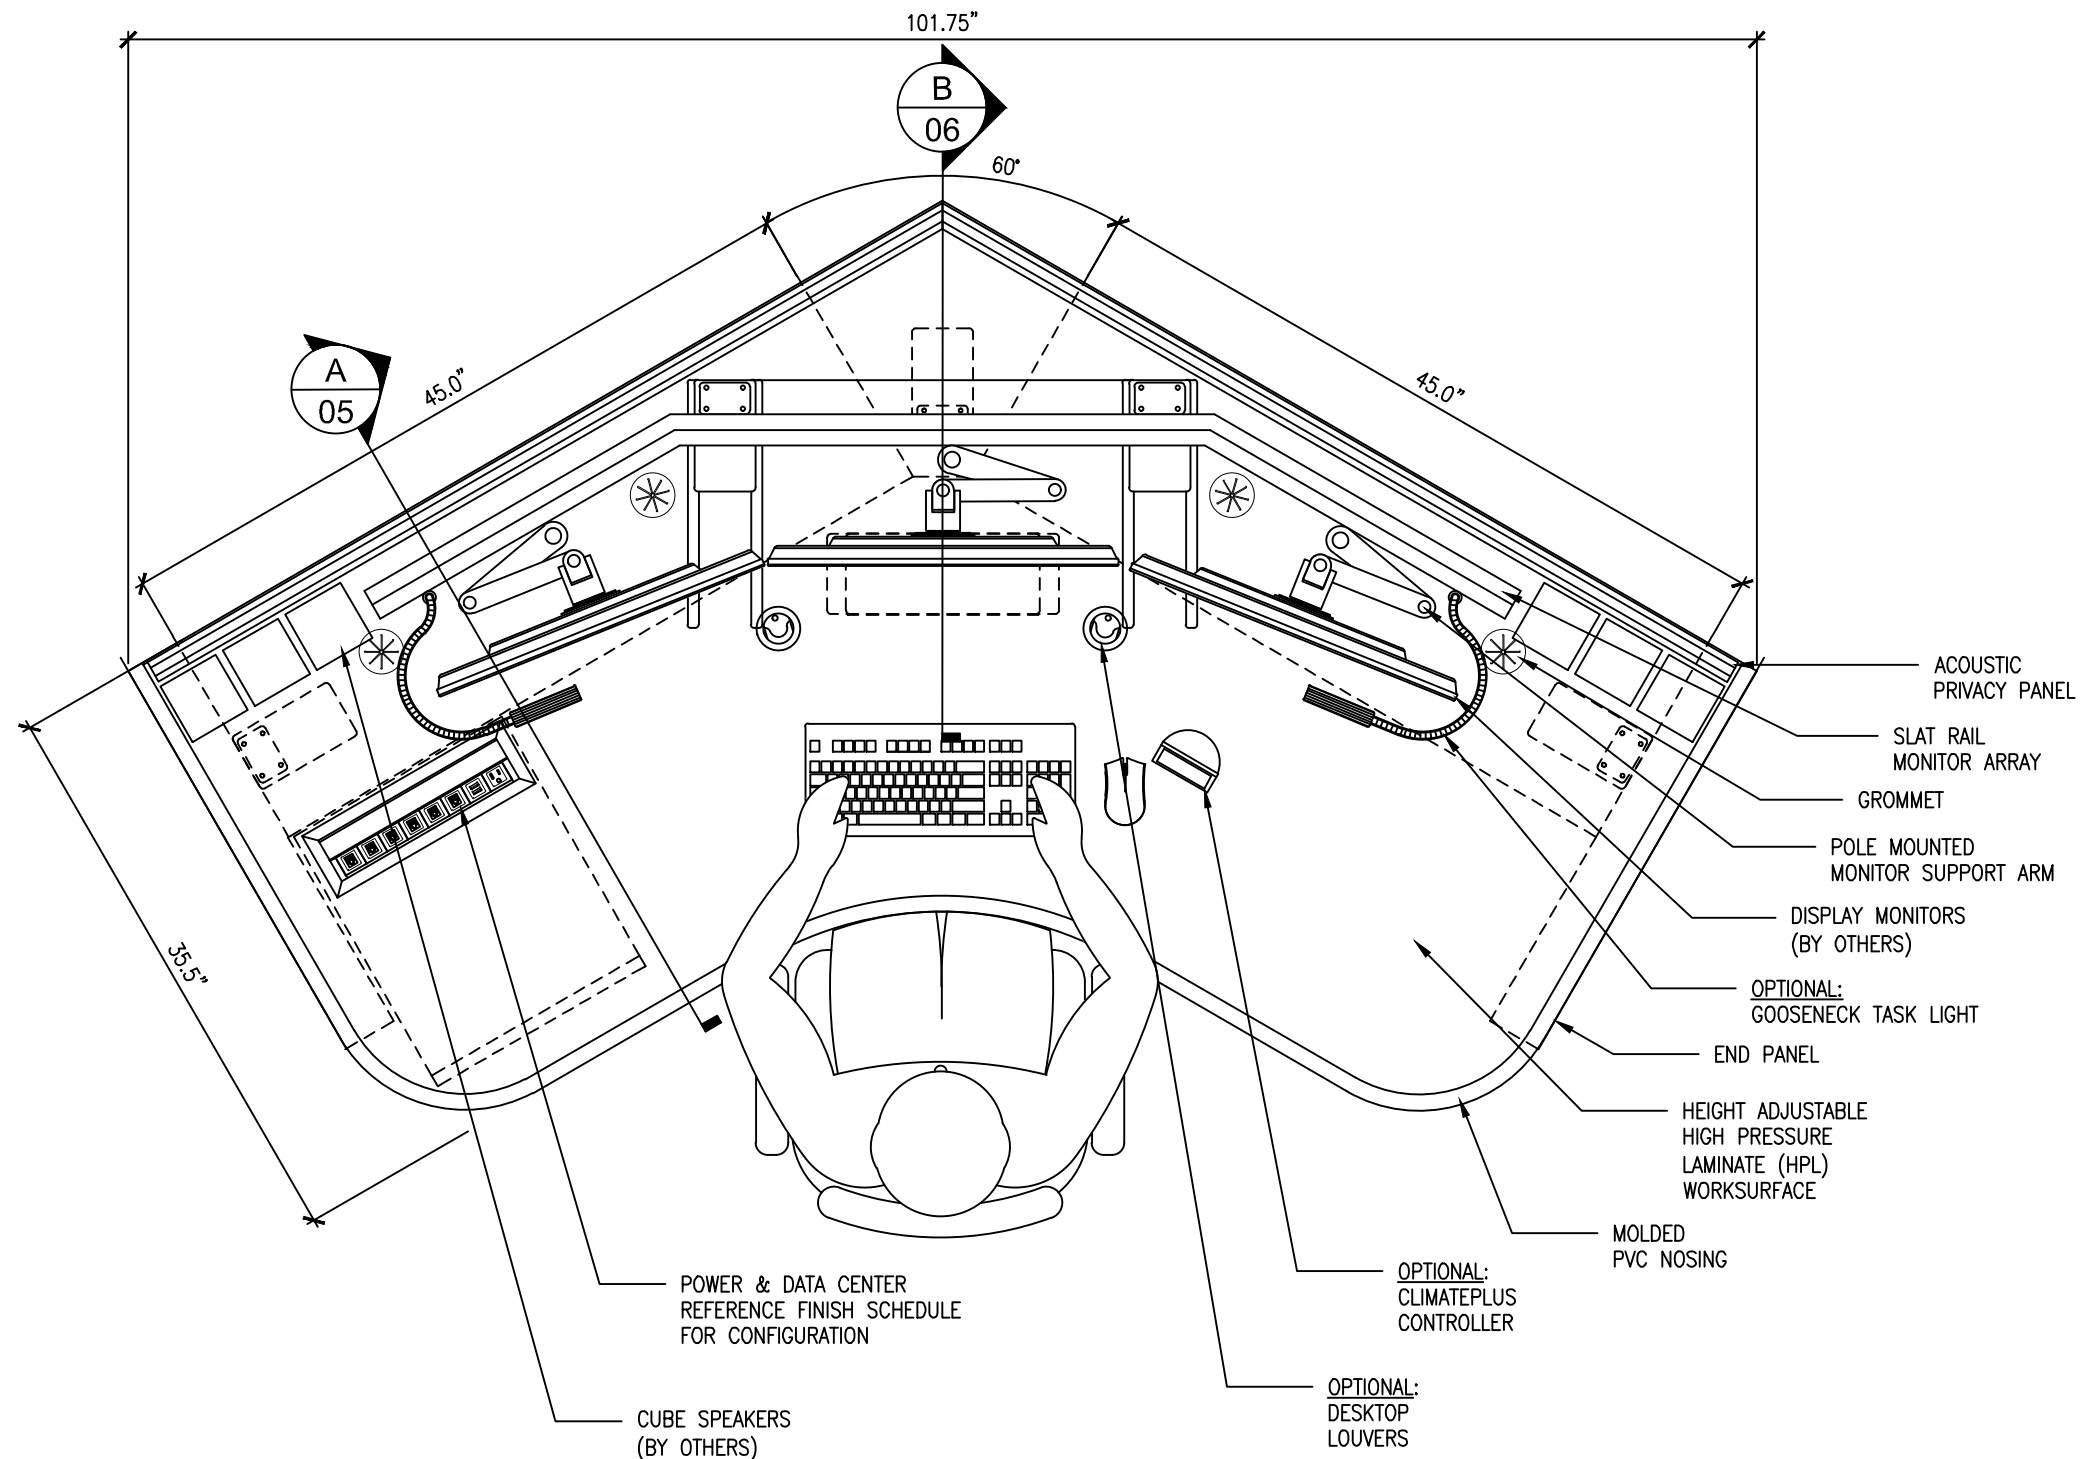 101.75”
B
06
60°
A
05
45.0”
45.0”
ACOUSTIC
PRIVACY PANEL
SLAT RAIL
MONITOR ARRAY
GROMMET
POLE MOUNTED
MONITOR SUPPORT ARM
DISPLAY MONITORS
(BY OTHERS)
35.5”
OPTIONAL:
GOOSENECK TASK LIGHT
END PANEL
HEIGHT ADJUSTABLE
HIGH PRESSURE
LAMINATE (HPL)
WORKSURFACE
MOLDED
PVC NOSING
POWER & DATA CENTER
REFERENCE FINISH SCHEDULE
FOR CONFIGURATION
OPTIONAL:
CLIMATEPLUS
CONTROLLER
OPTIONAL:
DESKTOP
LOUVERS
CUBE SPEAKERS
(BY OTHERS)